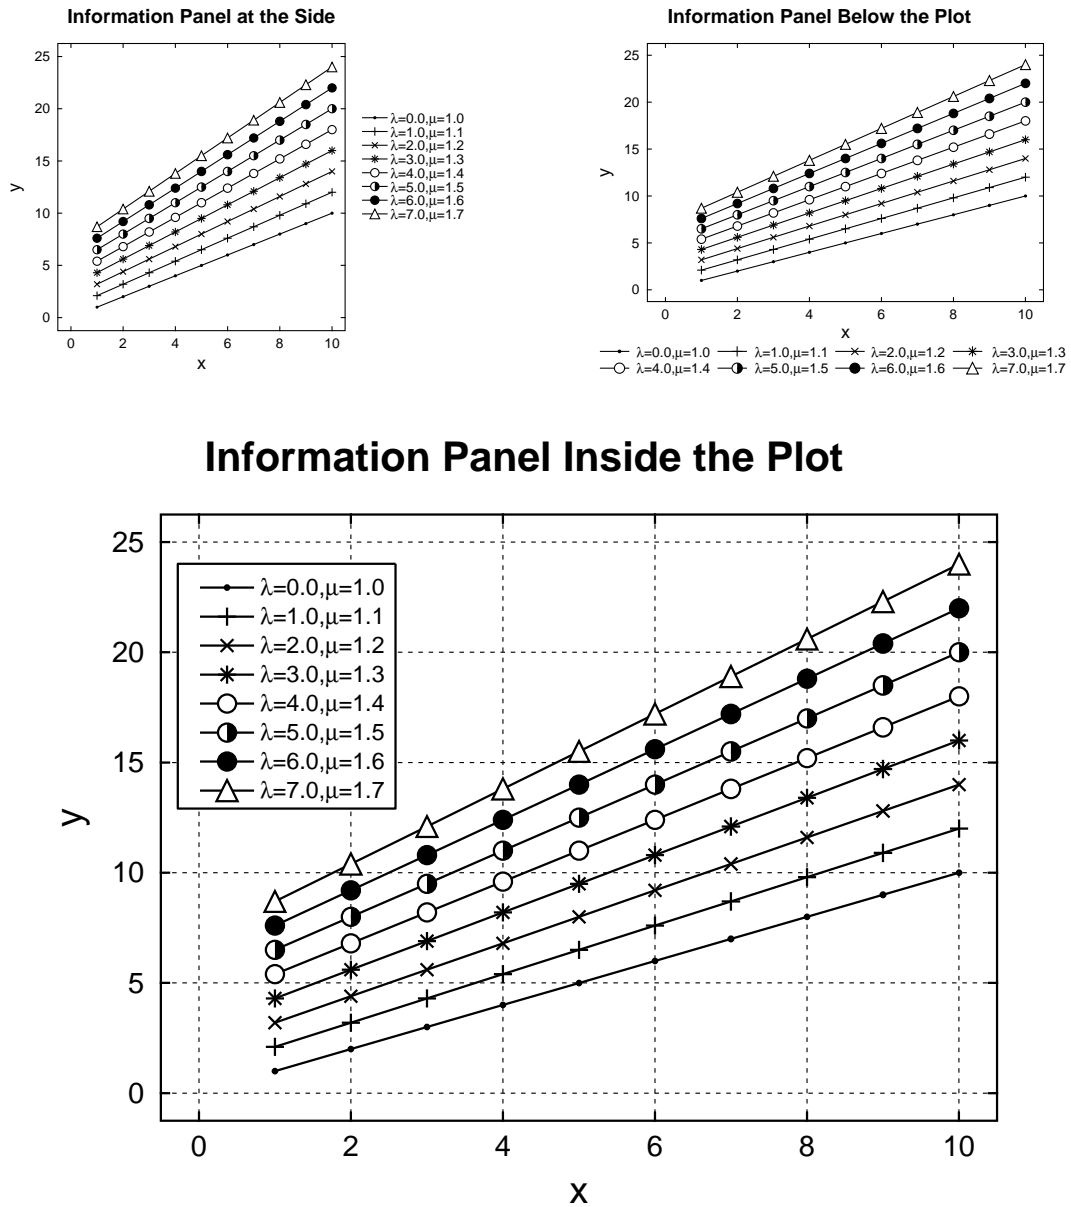 Information Panel at the Side
25
20
15
10
5
0
y
0 2 4 6 8 10
x
λ=0.0,μ=1.0
λ=1.0,μ=1.1
λ=2.0,μ=1.2
λ=3.0,μ=1.3
λ=4.0,μ=1.4
λ=5.0,μ=1.5
λ=6.0,μ=1.6
λ=7.0,μ=1.7
Information Panel Below the Plot
25
20
15
10
5
0
y
0 2 4 6 8 10
x
λ=0.0,μ=1.0 λ=1.0,μ=1.1 λ=2.0,μ=1.2 λ=3.0,μ=1.3
λ=4.0,μ=1.4 λ=5.0,μ=1.5 λ=6.0,μ=1.6 λ=7.0,μ=1.7
Information Panel Inside the Plot
25
20
15
10
5
0
y
λ=0.0,μ=1.0
λ=1.0,μ=1.1
λ=2.0,μ=1.2
λ=3.0,μ=1.3
λ=4.0,μ=1.4
λ=5.0,μ=1.5
λ=6.0,μ=1.6
λ=7.0,μ=1.7
0 2 4 6 8 10
x